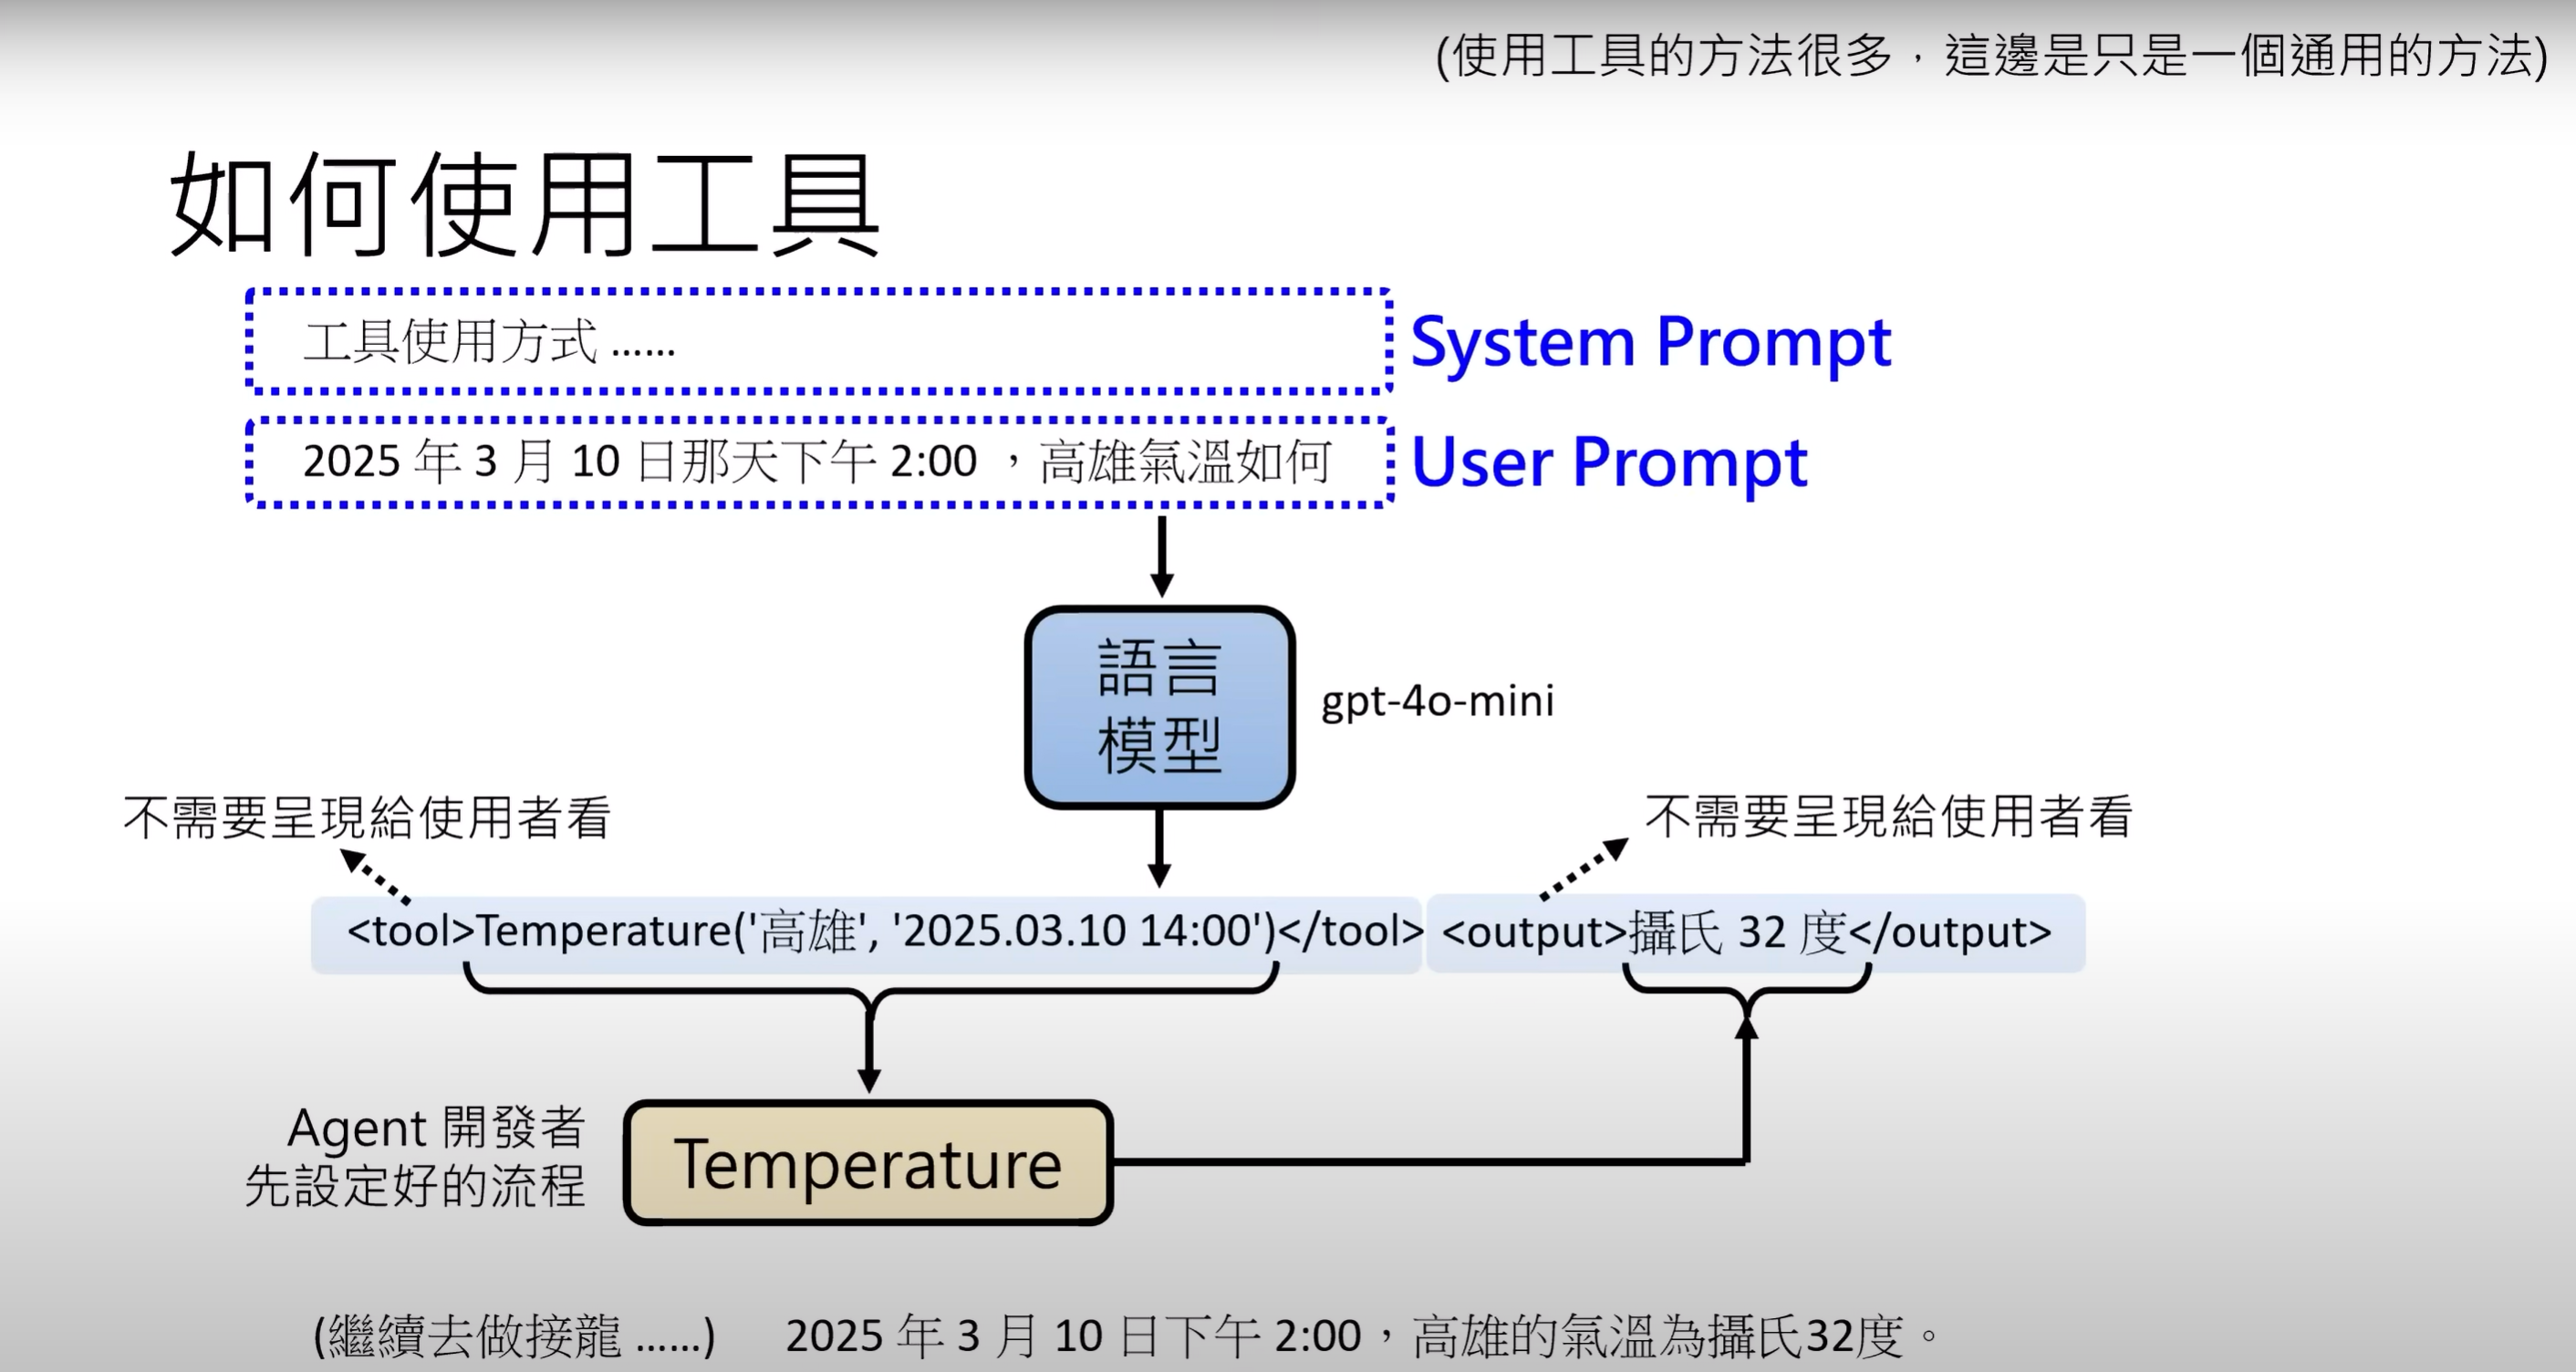 (使用工具的方法很多，這邊是只是一個通用的方法)
如何使用工具
工具使用方式 ......
System Prompt
2025 年 3 月 10 日那天下午 2:00 ，高雄氣溫如何
User Prompt
語言
模型
gpt-4o-mini
不需要呈現給使用者看
不需要呈現給使用者看
<tool>Temperature('高雄', '2025.03.10 14:00')</tool>
<output>攝氏 32 度</output>
Agent 開發者
先設定好的流程
Temperature
(繼續去做接龍 ......)
2025 年 3 月 10 日下午 2:00，高雄的氣溫為攝氏32度。